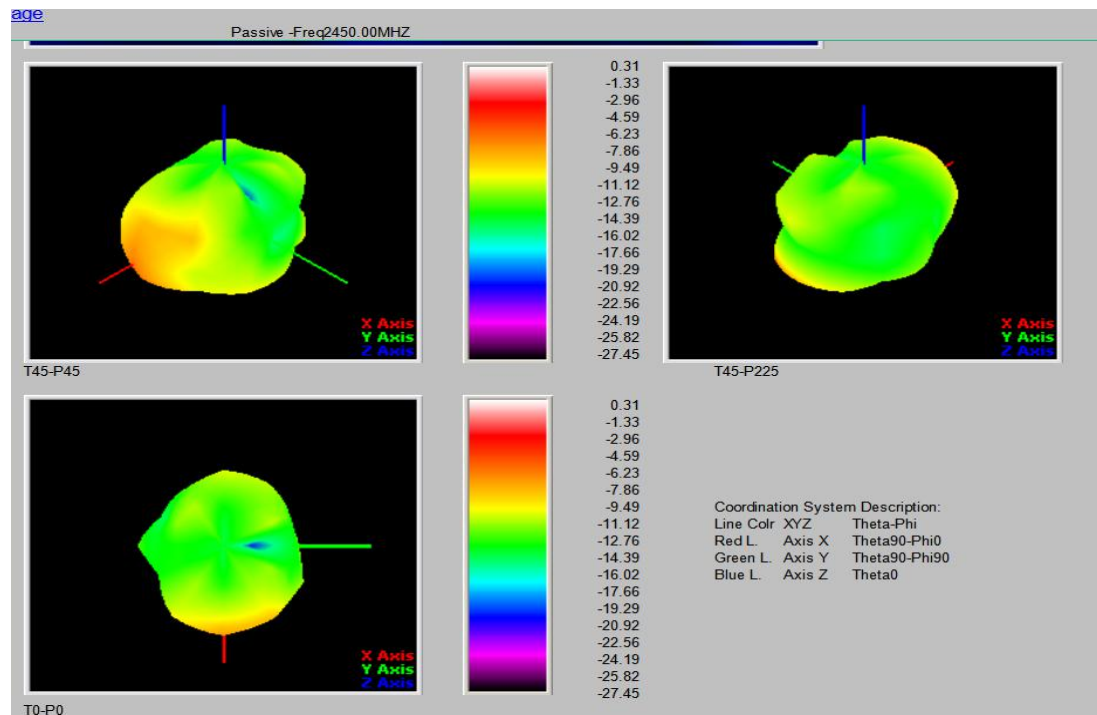 age
Passive -Freq2450.00MHZ
0.31
-1.33
-2.96
-4.59
-6.23
-7.86
-9.49
-11.12
-12.76
-14.39
-16.02
-17.66
-19.29
-20.92
-22.56
-24.19
-25.82
-27.45
X Axis
Y Axis
Z Axis
T45-P45
X Axis
Y Axis
Z Axis
T45-P225
0.31
-1.33
-2.96
-4.59
-6.23
-7.86
-9.49
-11.12
-12.76
-14.39
-16.02
-17.66
-19.29
-20.92
-22.56
-24.19
-25.82
-27.45
X Axis
Y Axis
Z Axis
T0-P0
Coordination System Description:
Line Colr XYZ Theta-Phi
Red L. Axis X Theta90-Phi0
Green L. Axis Y Theta90-Phi90
Blue L. Axis Z Theta0